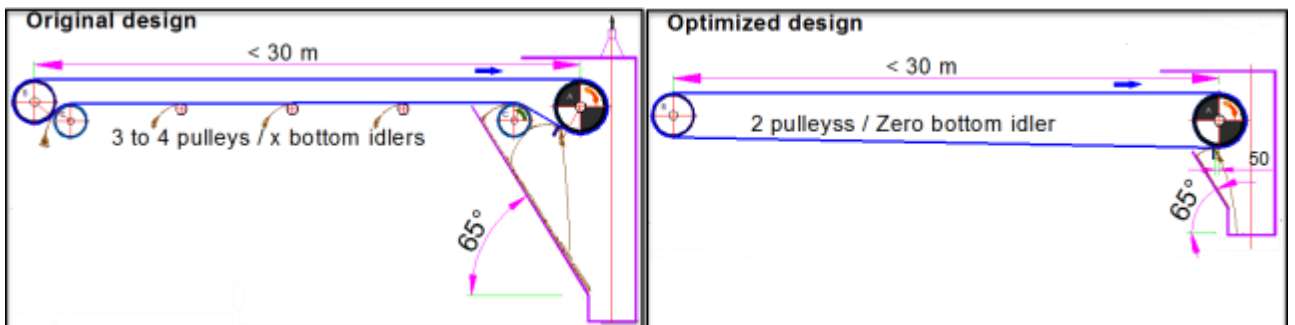 Original design
< 30 m
3 to 4 pulleys / x bottom idlers
65°
Optimized design
< 30 m
2 pulleyss / Zero bottom idler
50
65°